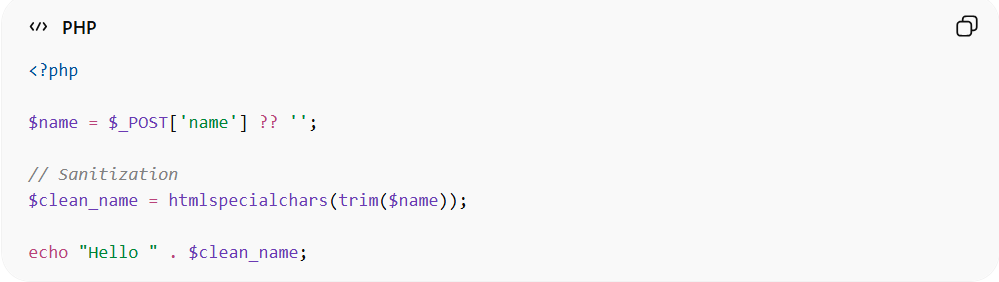 PHP
<?php
$name = $_POST['name'] ?? '';
// Sanitization
$clean_name = htmlspecialchars(trim($name));
echo "Hello " . $clean_name;